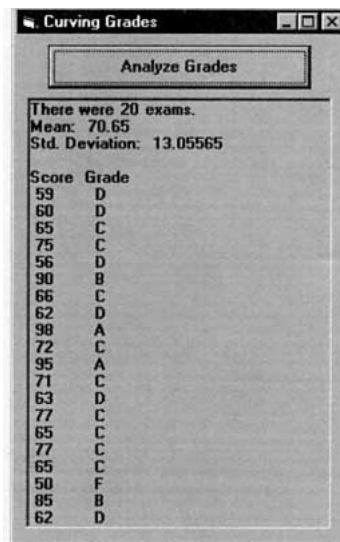 Curving Grades
Analyze Grades
There were 20 exams.
Mean: 70.65
Std. Deviation: 13.05565
Score Grade
59 D
60 D
65 C
75 C
56 D
90 B
66 C
62 D
98 A
72 C
95 A
71 C
63 D
77 C
65 C
77 C
65 C
50 F
85 B
62 D